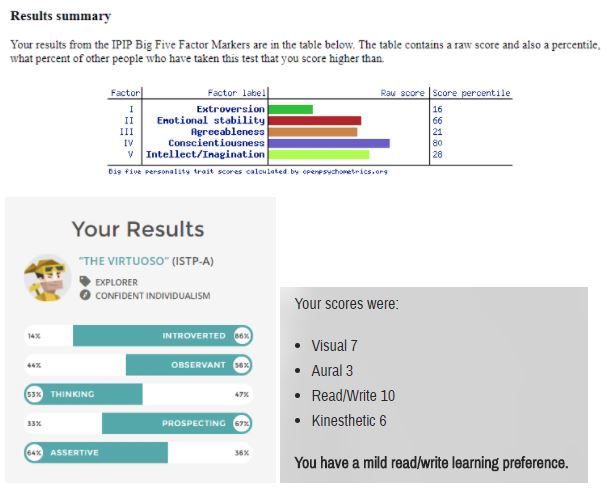 Results summary
Your results from the IPIP Big Five Factor Markers are in the table below. The table contains a raw score and also a percentile,
what percent of other people who have taken this test that you score higher than.
Factor Factor label Raw score Score percentile
I Extroversion 16
II Emotional stability 66
III Agreeableness 21
IV Conscientiousness 80
V Intellect/Imagination 28
Big five personality trait scores calculated by openpsychometrics.org
Your Results
"THE VIRTUOSO" (ISTP-A)
EXPLORER
CONFIDENT INDIVIDUALISM
14% INTROVERTED 86%
44% OBSERVANT 56%
53% THINKING 47%
33% PROSPECTING 67%
64% ASSERTIVE 36%
Your scores were:
• Visual 7
• Aural 3
• Read/Write 10
• Kinesthetic 6
You have a mild read/write learning preference.